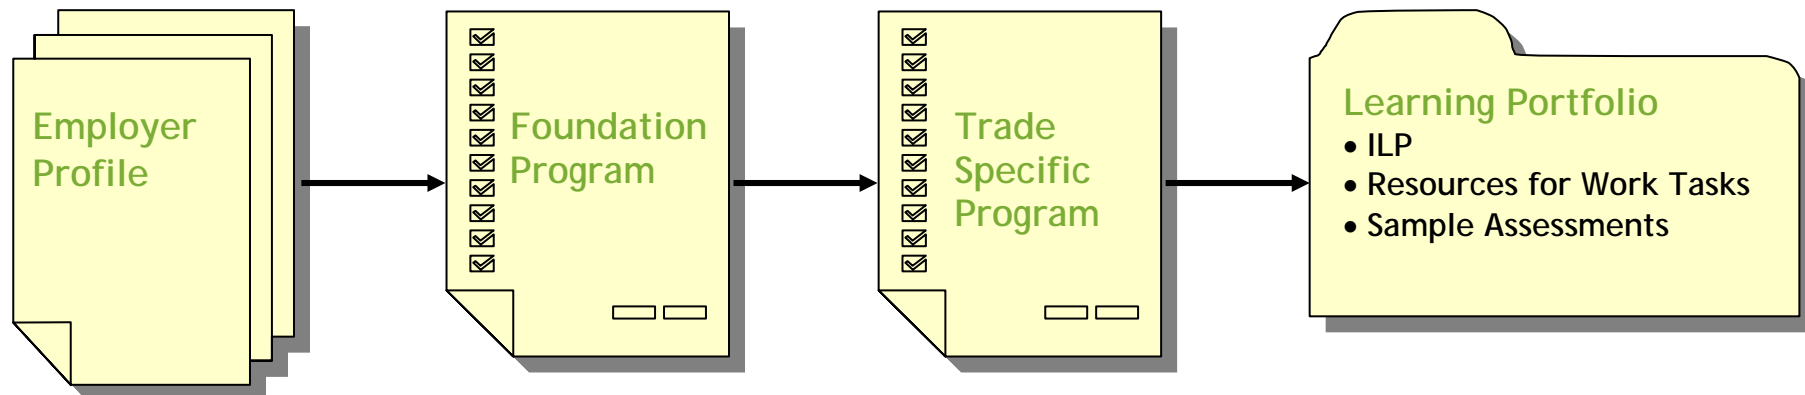 Employer
Profile
Foundation
Program
Trade
Specific
Program
Learning Portfolio
• ILP
• Resources for Work Tasks
• Sample Assessments